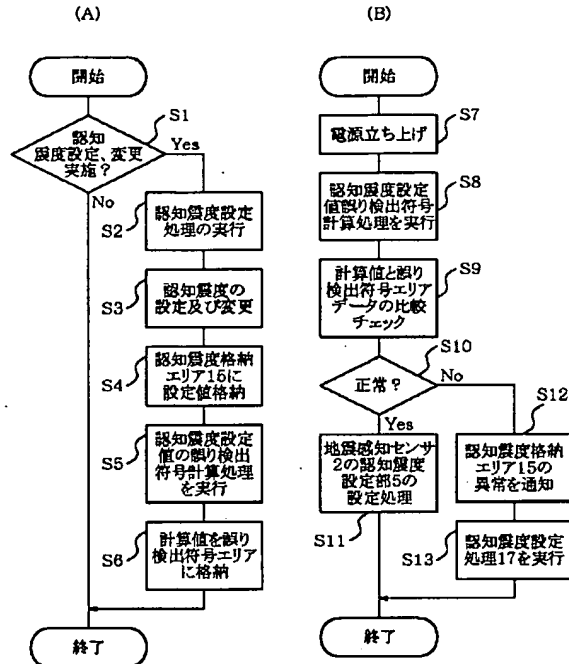 (A)
開始
S1
認知
震度設定、変更
実施?
Yes
No
S2
認知震度設定
処理の実行
S3
認知震度の
設定及び変更
S4
認知震度格納
エリア15に
設定値格納
S5
認知震度設定
値の誤り検出
符号計算処理
を実行
S6
計算値を誤り
検出符号エリア
に格納
終了
(B)
開始
S7
電源立ち上げ
S8
認知震度設定
値誤り検出符号
計算処理を実行
S9
計算値と誤り
検出符号エリア
データの比較
チェック
S10
正常?
No
Yes
S11
地震感知センサ
2の認知震度
設定部5の
設定処理
S12
認知震度格納
エリア15の
異常を通知
S13
認知震度設定
処理17を実行
終了